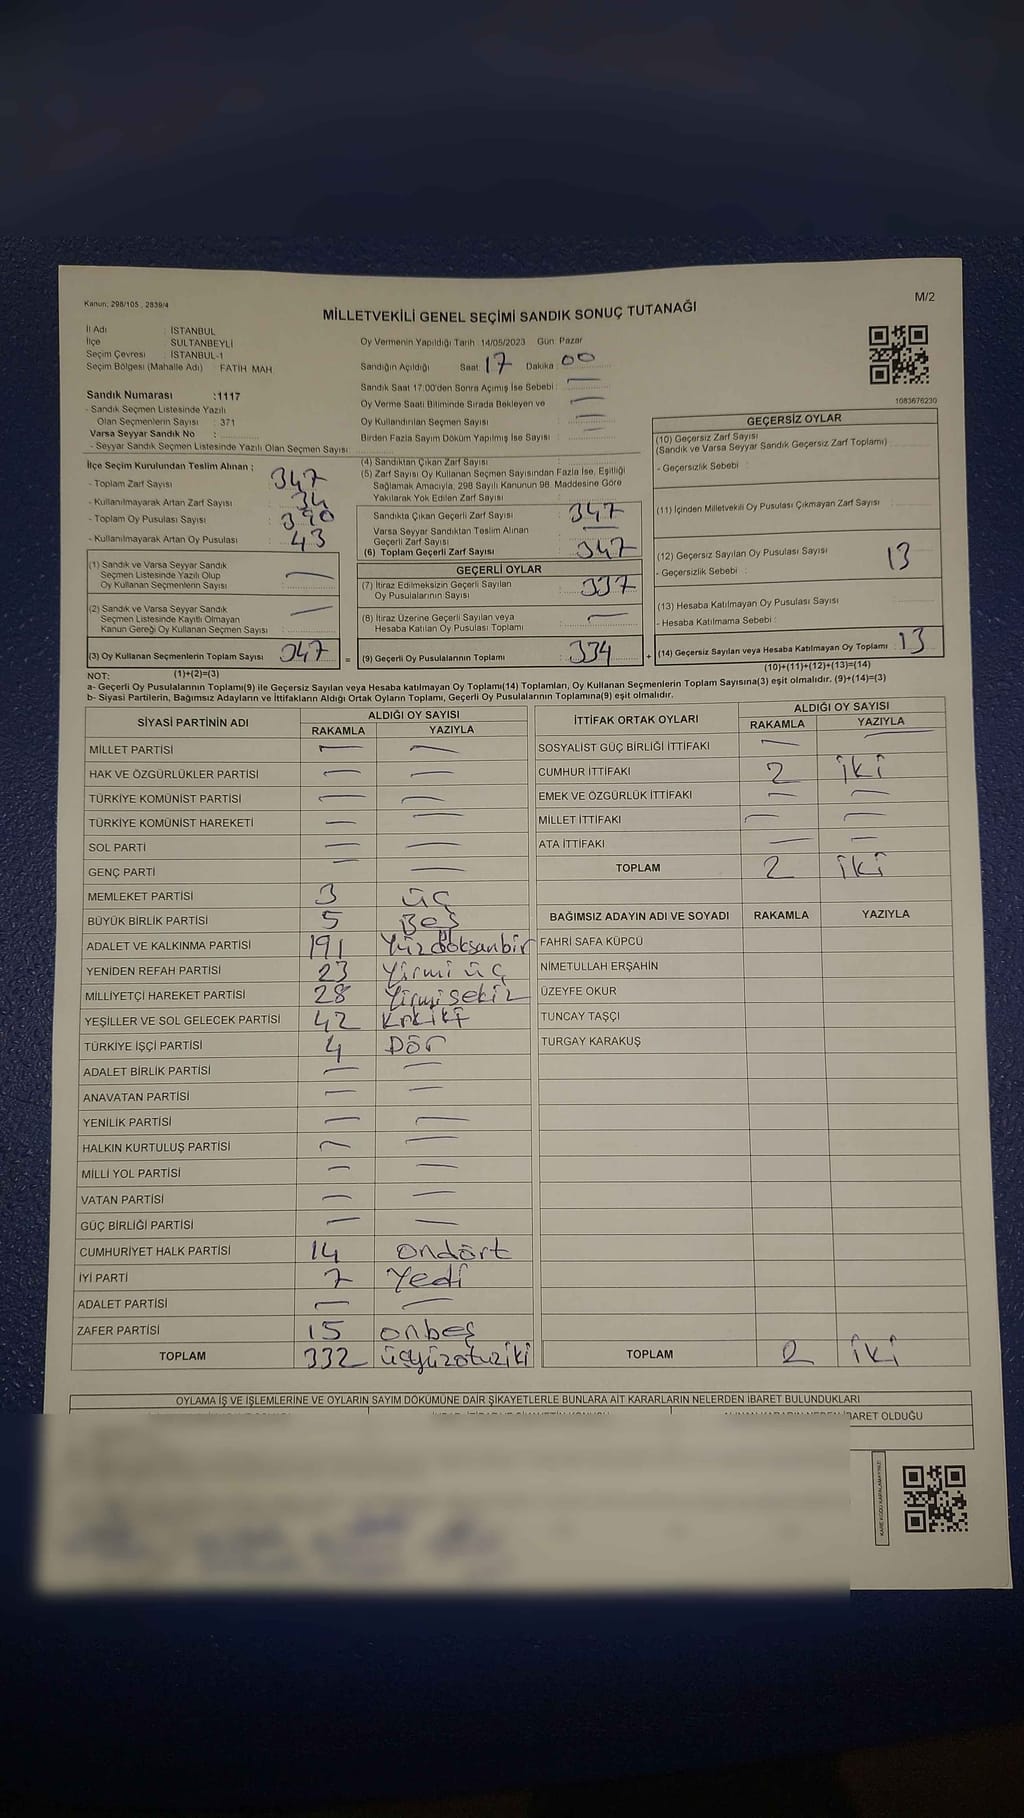 Kanun; 298/105 , 2839/4
M/2
MİLLETVEKİLİ GENEL SEÇİMİ SANDIK SONUÇ TUTANAĞI
İl Adı : İSTANBUL
İlçe : SULTANBEYLİ
Seçim Çevresi : İSTANBUL-1
Seçim Bölgesi (Mahalle Adı) : FATİH MAH
Sandık Numarası :1117
- Sandık Seçmen Listesinde Yazılı
Olan Seçmenlerin Sayısı : 371
Varsa Seyyar Sandık No :
- Seyyar Sandık Seçmen Listesinde Yazılı Olan Seçmen Sayısı:
Oy Vermenin Yapıldığı Tarih :14/05/2023 Gün: Pazar
Sandığın Açıldığı Saat: 17 Dakika: 00
Sandık Saat 17:00'den Sonra Açımış İse Sebebi : —
Oy Verme Saati Bitiminde Sırada Bekleyen ve —
Oy Kullandırılan Seçmen Sayısı —
Birden Fazla Sayım Döküm Yapılmış İse Sayısı : —
1083676230
İlçe Seçim Kurulundan Teslim Alınan ;
- Toplam Zarf Sayısı : 347
- Kullanılmayarak Artan Zarf Sayısı : 34
- Toplam Oy Pusulası Sayısı : 390
- Kullanılmayarak Artan Oy Pusulası : 43
(1) Sandık ve Varsa Seyyar Sandık
Seçmen Listesinde Yazılı Olup
Oy Kullanan Seçmenlerin Sayısı : —
(2) Sandık ve Varsa Seyyar Sandık
Seçmen Listesinde Kayıtlı Olmayan
Kanun Gereği Oy Kullanan Seçmen Sayısı : —
(3) Oy Kullanan Seçmenlerin Toplam Sayısı 347 =
(1)+(2)=(3)
(4) Sandıktan Çıkan Zarf Sayısı :
(5) Zarf Sayısı Oy Kullanan Seçmen Sayısından Fazla İse, Eşitliği
Sağlamak Amacıyla, 298 Sayılı Kanunun 98. Maddesine Göre
Yakılarak Yok Edilen Zarf Sayısı :
Sandıkta Çıkan Geçerli Zarf Sayısı : 347
Varsa Seyyar Sandıktan Teslim Alınan
Geçerli Zarf Sayısı : —
(6) Toplam Geçerli Zarf Sayısı : 347
GEÇERLİ OYLAR
(7) İtiraz Edilmeksizin Geçerli Sayılan
Oy Pusulalarının Sayısı : 337
(8) İtiraz Üzerine Geçerli Sayılan veya
Hesaba Katılan Oy Pusulası Toplamı : —
(9) Geçerli Oy Pusulalarının Toplamı : 334 +
GEÇERSİZ OYLAR
(10) Geçersiz Zarf Sayısı
(Sandık ve Varsa Seyyar Sandık Geçersiz Zarf Toplamı)
- Geçersizlik Sebebi :
(11) İçinden Milletvekili Oy Pusulası Çıkmayan Zarf Sayısı :
(12) Geçersiz Sayılan Oy Pusulası Sayısı : 13
- Geçersizlik Sebebi :
(13) Hesaba Katılmayan Oy Pusulası Sayısı :
- Hesaba Katılmama Sebebi :
(14) Geçersiz Sayılan veya Hesaba Katılmayan Oy Toplamı : 13
(10)+(11)+(12)+(13)=(14)
NOT:
a- Geçerli Oy Pusulalarının Toplamı(9) ile Geçersiz Sayılan veya Hesaba katılmayan Oy Toplamı(14) Toplamları, Oy Kullanan Seçmenlerin Toplam Sayısına(3) eşit olmalıdır. (9)+(14)=(3)
b- Siyasi Partilerin, Bağımsız Adayların ve İttifakların Aldığı Ortak Oyların Toplamı, Geçerli Oy Pusulalarının Toplamına(9) eşit olmalıdır.
SİYASİ PARTİNİN ADI ALDIĞI OY SAYISI
RAKAMLA YAZIYLA
MİLLET PARTİSİ — —
HAK VE ÖZGÜRLÜKLER PARTİSİ — —
TÜRKİYE KOMÜNİST PARTİSİ — —
TÜRKİYE KOMÜNİST HAREKETİ — —
SOL PARTİ — —
GENÇ PARTİ — —
MEMLEKET PARTİSİ 3 üç
BÜYÜK BİRLİK PARTİSİ 5 Beş
ADALET VE KALKINMA PARTİSİ 191 Yüzdoksanbir
YENİDEN REFAH PARTİSİ 23 Yirmi üç
MİLLİYETÇİ HAREKET PARTİSİ 28 Yirmisekiz
YEŞİLLER VE SOL GELECEK PARTİSİ 42 Krkiki
TÜRKİYE İŞÇİ PARTİSİ 4 Dör
ADALET BİRLİK PARTİSİ — —
ANAVATAN PARTİSİ — —
YENİLİK PARTİSİ — —
HALKIN KURTULUŞ PARTİSİ — —
MİLLİ YOL PARTİSİ — —
VATAN PARTİSİ — —
GÜÇ BİRLİĞİ PARTİSİ — —
CUMHURİYET HALK PARTİSİ 14 ondört
İYİ PARTİ 7 Yedi
ADALET PARTİSİ — —
ZAFER PARTİSİ 15 onbeş
TOPLAM 332 üçyüzotuziki
İTTİFAK ORTAK OYLARI ALDIĞI OY SAYISI
RAKAMLA YAZIYLA
SOSYALİST GÜÇ BİRLİĞİ İTTİFAKI — —
CUMHUR İTTİFAKI 2 iki
EMEK VE ÖZGÜRLÜK İTTİFAKI — —
MİLLET İTTİFAKI — —
ATA İTTİFAKI — —
TOPLAM 2 iki
BAĞIMSIZ ADAYIN ADI VE SOYADI RAKAMLA YAZIYLA
FAHRİ SAFA KÜPCÜ
NİMETULLAH ERŞAHİN
ÜZEYFE OKUR
TUNCAY TAŞÇI
TURGAY KARAKUŞ
TOPLAM 2 iki
OYLAMA İŞ VE İŞLEMLERİNE VE OYLARIN SAYIM DÖKÜMÜNE DAİR ŞİKAYETLERLE BUNLARA AİT KARARLARIN NELERDEN İBARET BULUNDUKLARI
İBARET OLDUĞU
KARE KODU KARALAMAYINIZ!